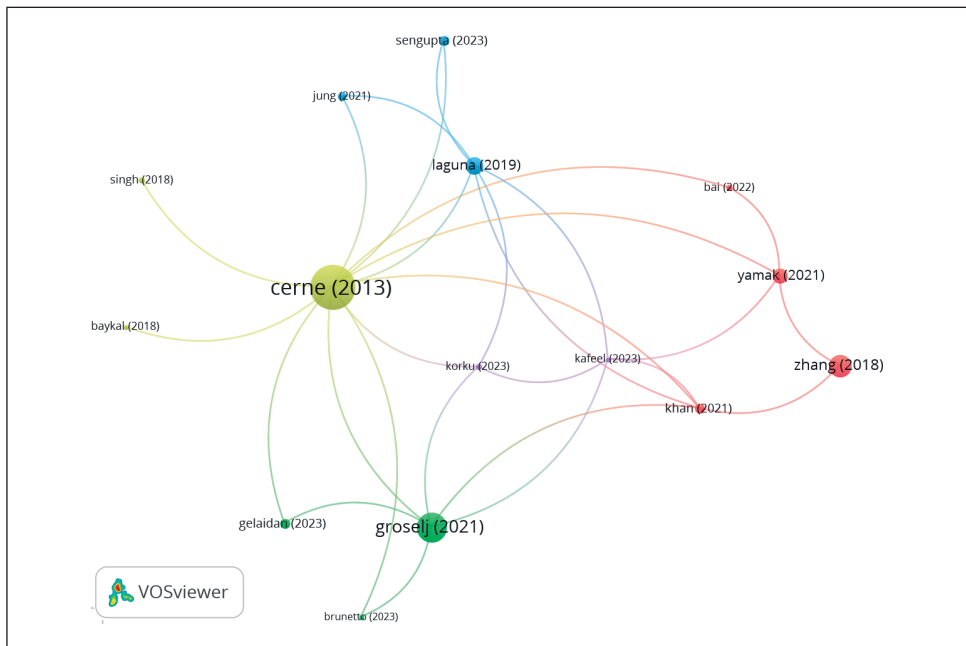 sengupta (2023)
jung (2021)
laguna (2019)
singh (2018)
bai (2022)
yamak (2021)
cerne (2013)
baykal (2018)
korku (2023)
kafeel (2023)
zhang (2018)
khan (2021)
gelaidan (2023)
groselj (2021)
VOSviewer
brunetto (2023)